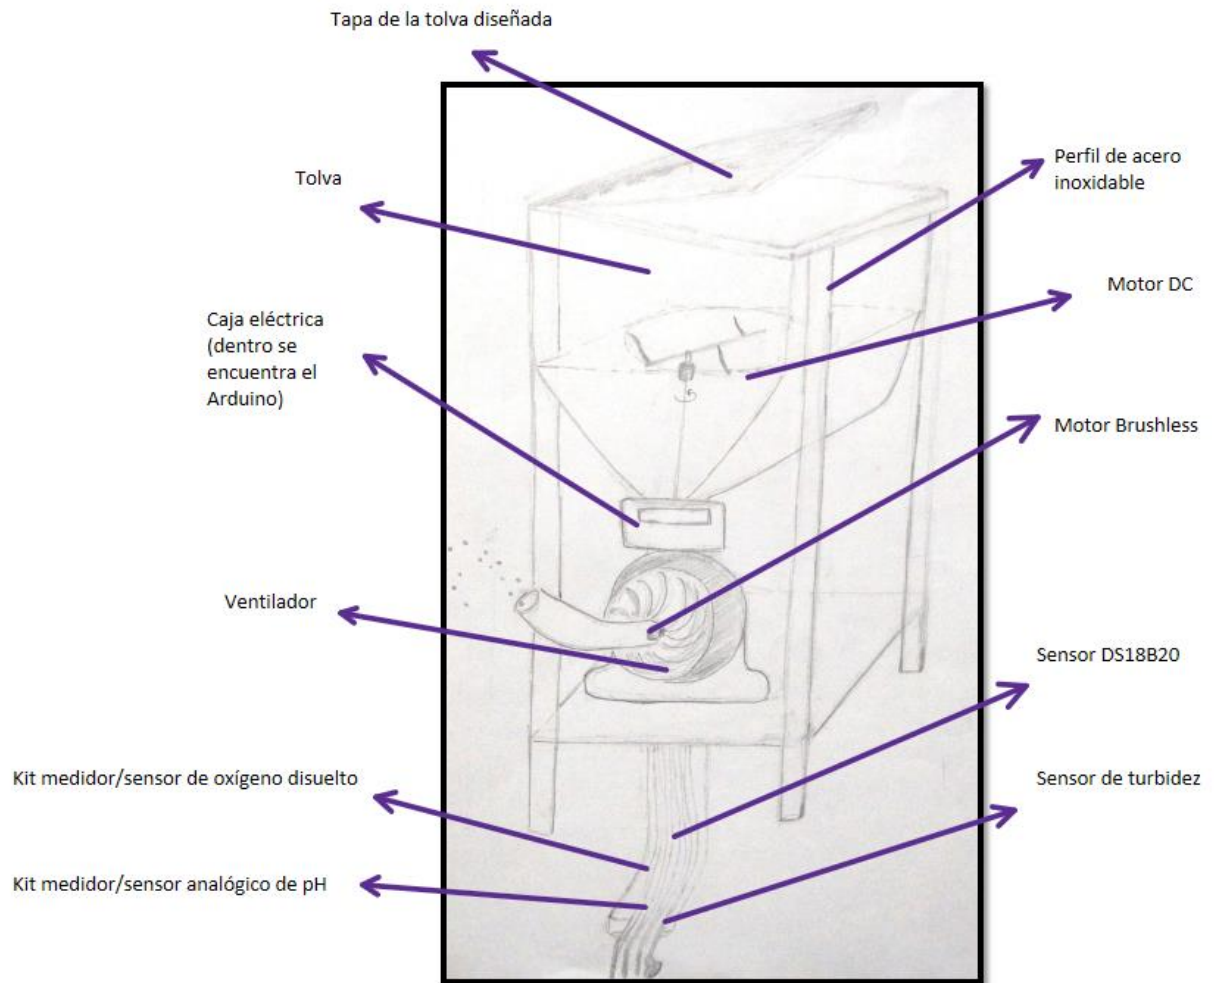 Tapa de la tolva diseñada
Tolva
Perfil de acero
inoxidable
Motor DC
Caja eléctrica
(dentro se
encuentra el
Arduino)
Motor Brushless
Ventilador
Sensor DS18B20
Kit medidor/sensor de oxígeno disuelto
Sensor de turbidez
Kit medidor/sensor analógico de pH